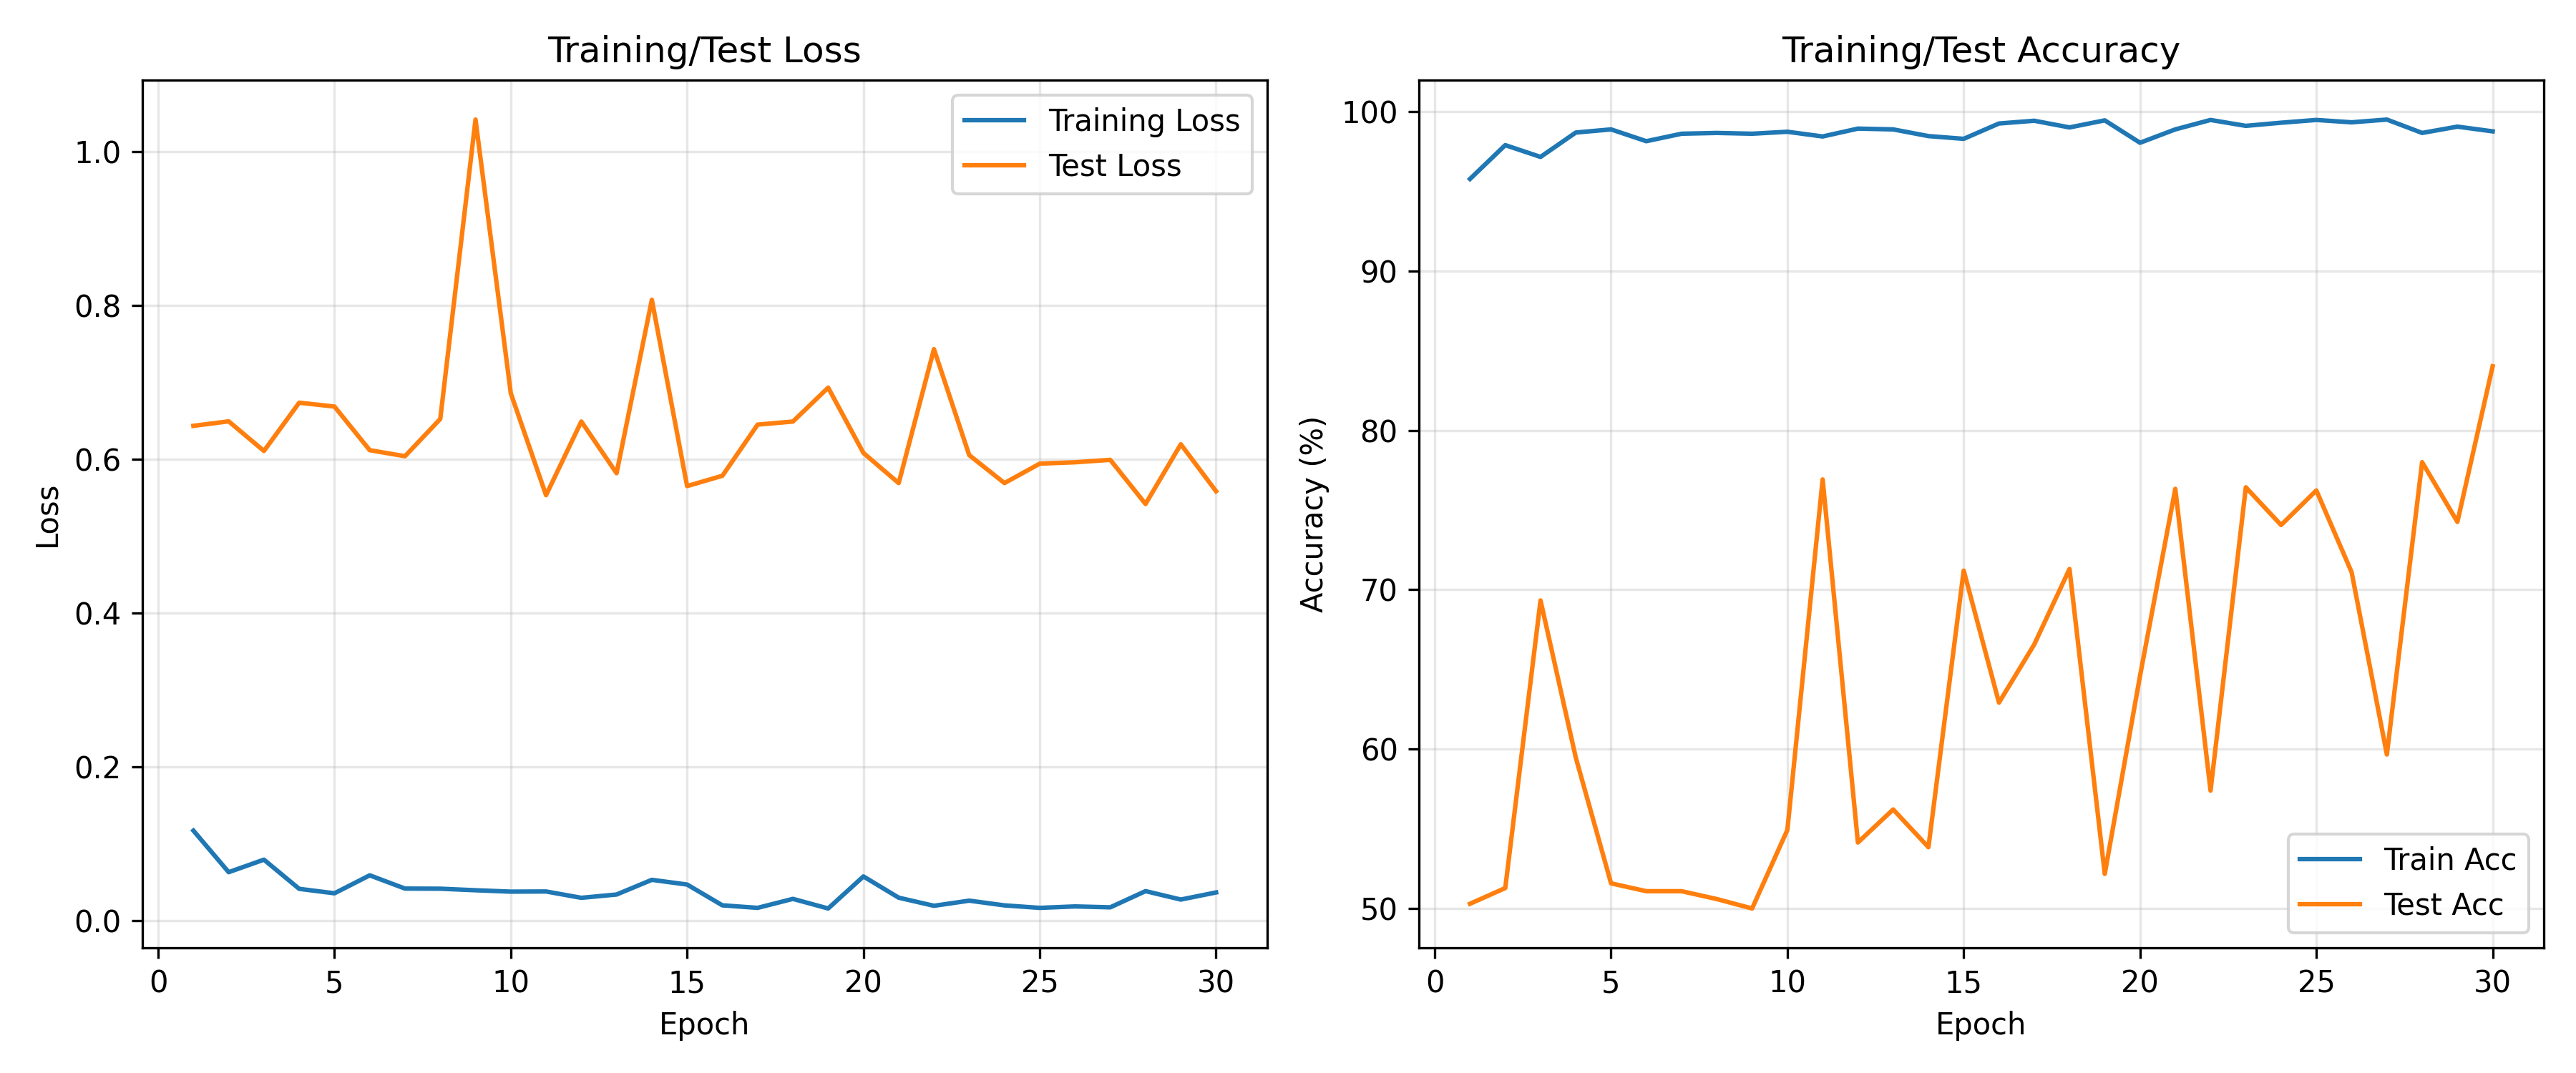 Training/Test Loss
Training Loss
Test Loss
1.0
0.8
0.6
0.4
0.2
0.0
Loss
0 5 10 15 20 25 30
Epoch
Training/Test Accuracy
100
90
80
70
60
50
Accuracy (%)
Train Acc
Test Acc
0 5 10 15 20 25 30
Epoch